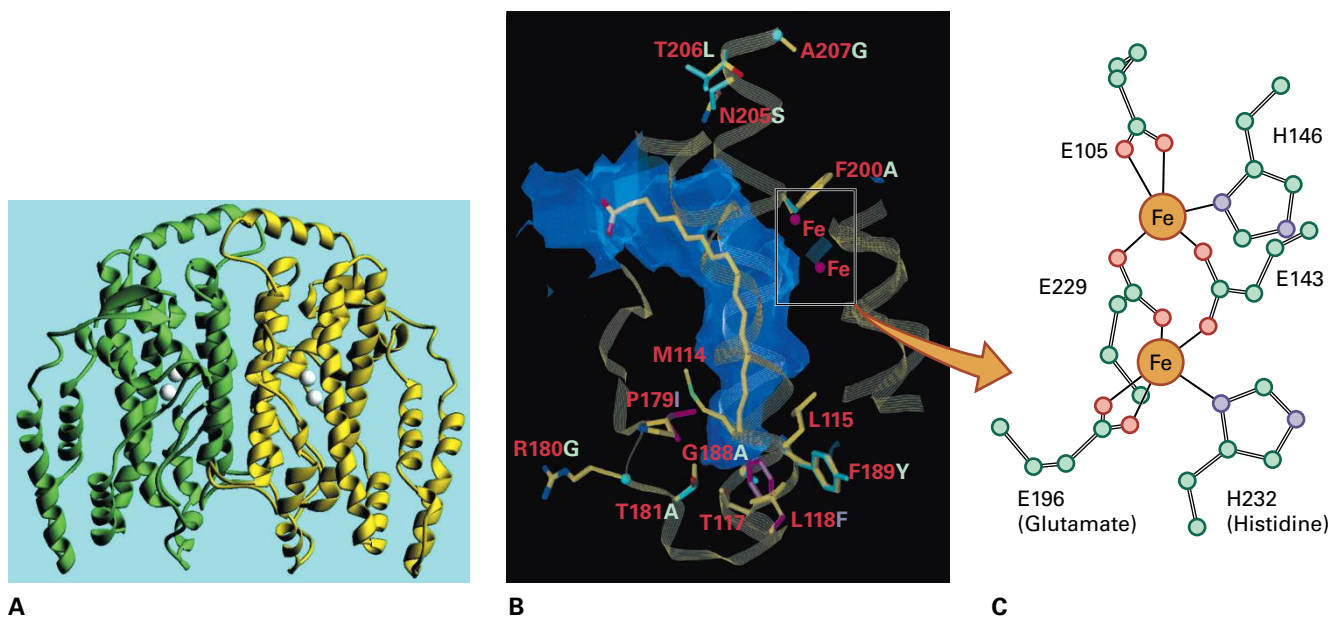 T206L
A207G
N205S
F200A
Fe
Fe
M114
P179I
L115
R180G
G188A
F189Y
T181A
T117
L118F
E105
H146
Fe
E229
E143
Fe
E196
(Glutamate)
H232
(Histidine)
A
B
C